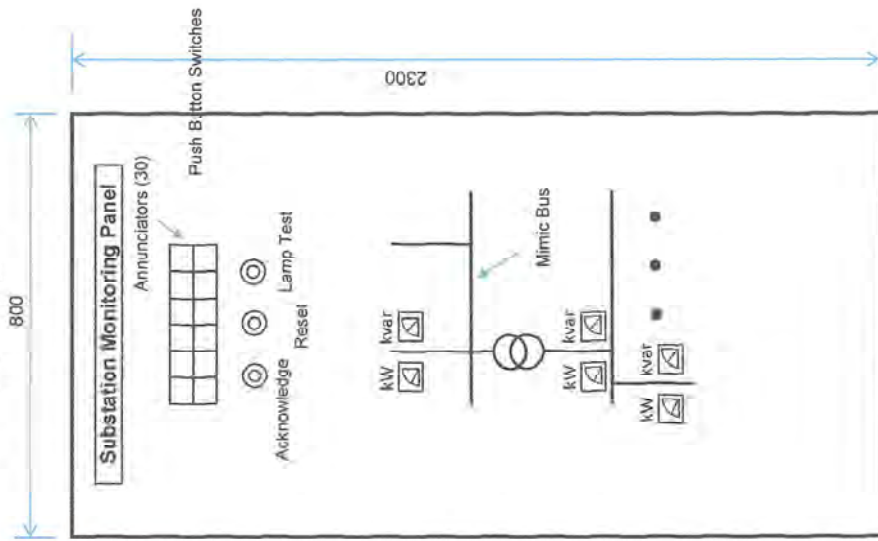 800
2300
Substation Monitoring Panel
Annunciators (30)
Push Button Switches
Acknowledge
Reset
Lamp Test
kW
kvar
Mimic Bus
kW
kvar
kW
kvar